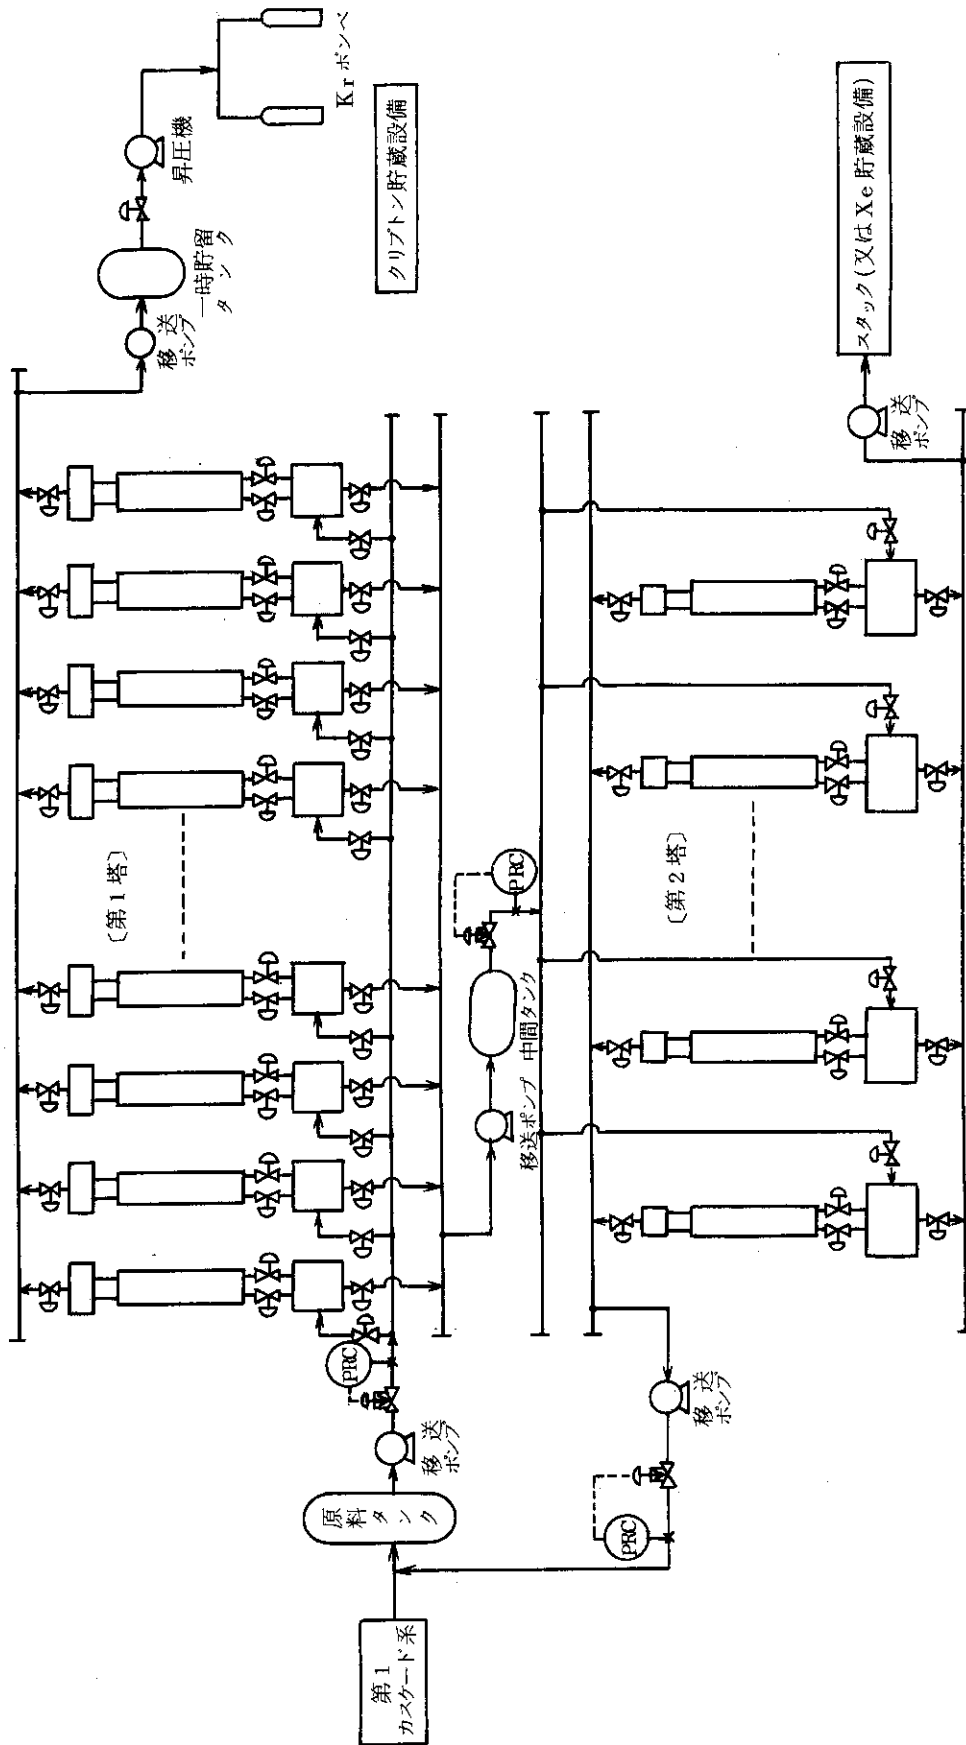 第1
カスケード系
原料タンク
移送
ポンプ
PRC
〔第1塔〕
移送
ポンプ
一時貯留
タンク
昇圧機
Krボンベ
クリプトン貯蔵設備
移送ポンプ
中間タンク
PRC
〔第2塔〕
移送
ポンプ
PRC
移送
ポンプ
スタック(又はXe貯蔵設備)